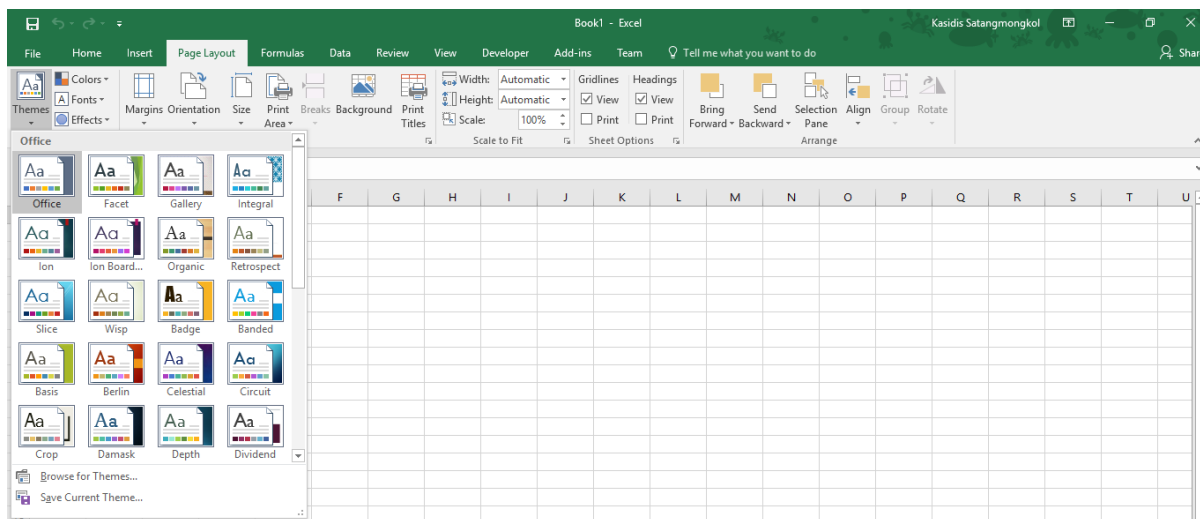 Book1 - Excel Kasidis Satangmongkol
File Home Insert Page Layout Formulas Data Review View Developer Add-ins Team Tell me what you want to do Shar
Colors Width: Automatic Gridlines Headings
Fonts Height: Automatic View View
Themes Effects Margins Orientation Size Print Area Breaks Background Print Titles Scale: 100% Print Print Bring Forward Send Backward Selection Pane Align Group Rotate
Scale to Fit Sheet Options Arrange
Office
Aa Aa Aa Aa
Office Facet Gallery Integral
F G H I J K L M N O P Q R S T U
Aa Aa Aa Aa
Ion Ion Board... Organic Retrospect
Aa Aa Aa Aa
Slice Wisp Badge Banded
Aa Aa Aa Aa
Basis Berlin Celestial Circuit
Aa Aa Aa Aa
Crop Damask Depth Dividend
Browse for Themes...
Save Current Theme...